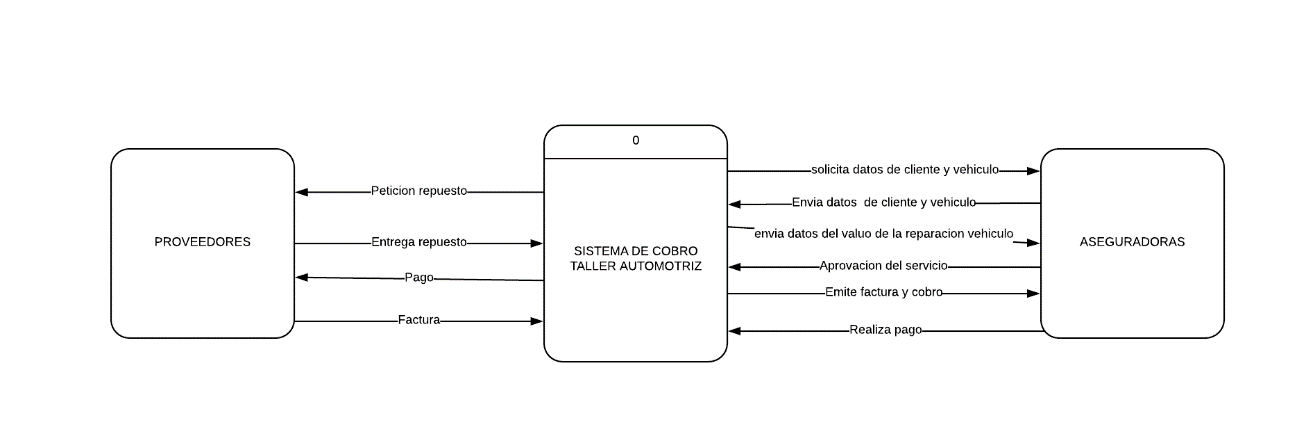 0
PROVEEDORES
Peticion repuesto
Entrega repuesto
Pago
Factura
SISTEMA DE COBRO
TALLER AUTOMOTRIZ
solicita datos de cliente y vehiculo
Envia datos  de cliente y vehiculo
envia datos del valuo de la reparacion vehiculo
Aprovacion del servicio
Emite factura y cobro
Realiza pago
ASEGURADORAS